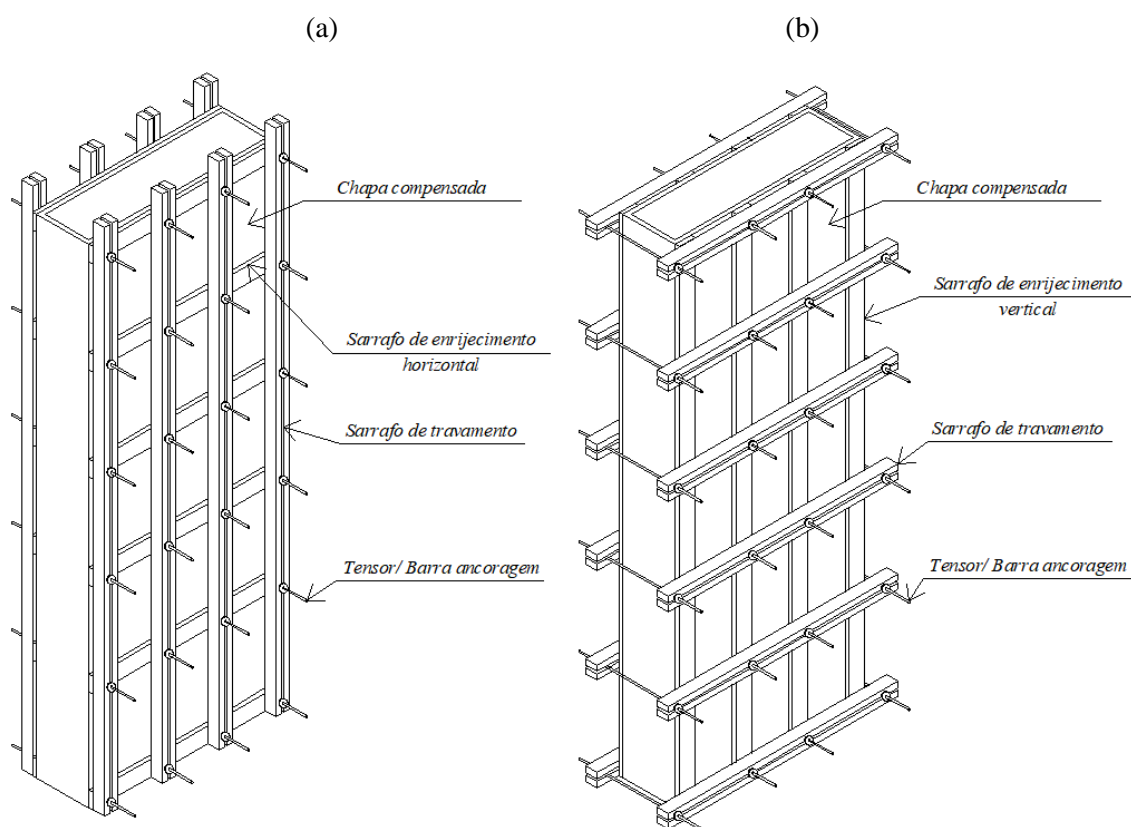 (a)
Chapa compensada
Sarrafo de enrijecimento
horizontal
Sarrafo de travamento
Tensor/ Barra ancoragem
(b)
Chapa compensada
Sarrafo de enrijecimento
vertical
Sarrafo de travamento
Tensor/ Barra ancoragem